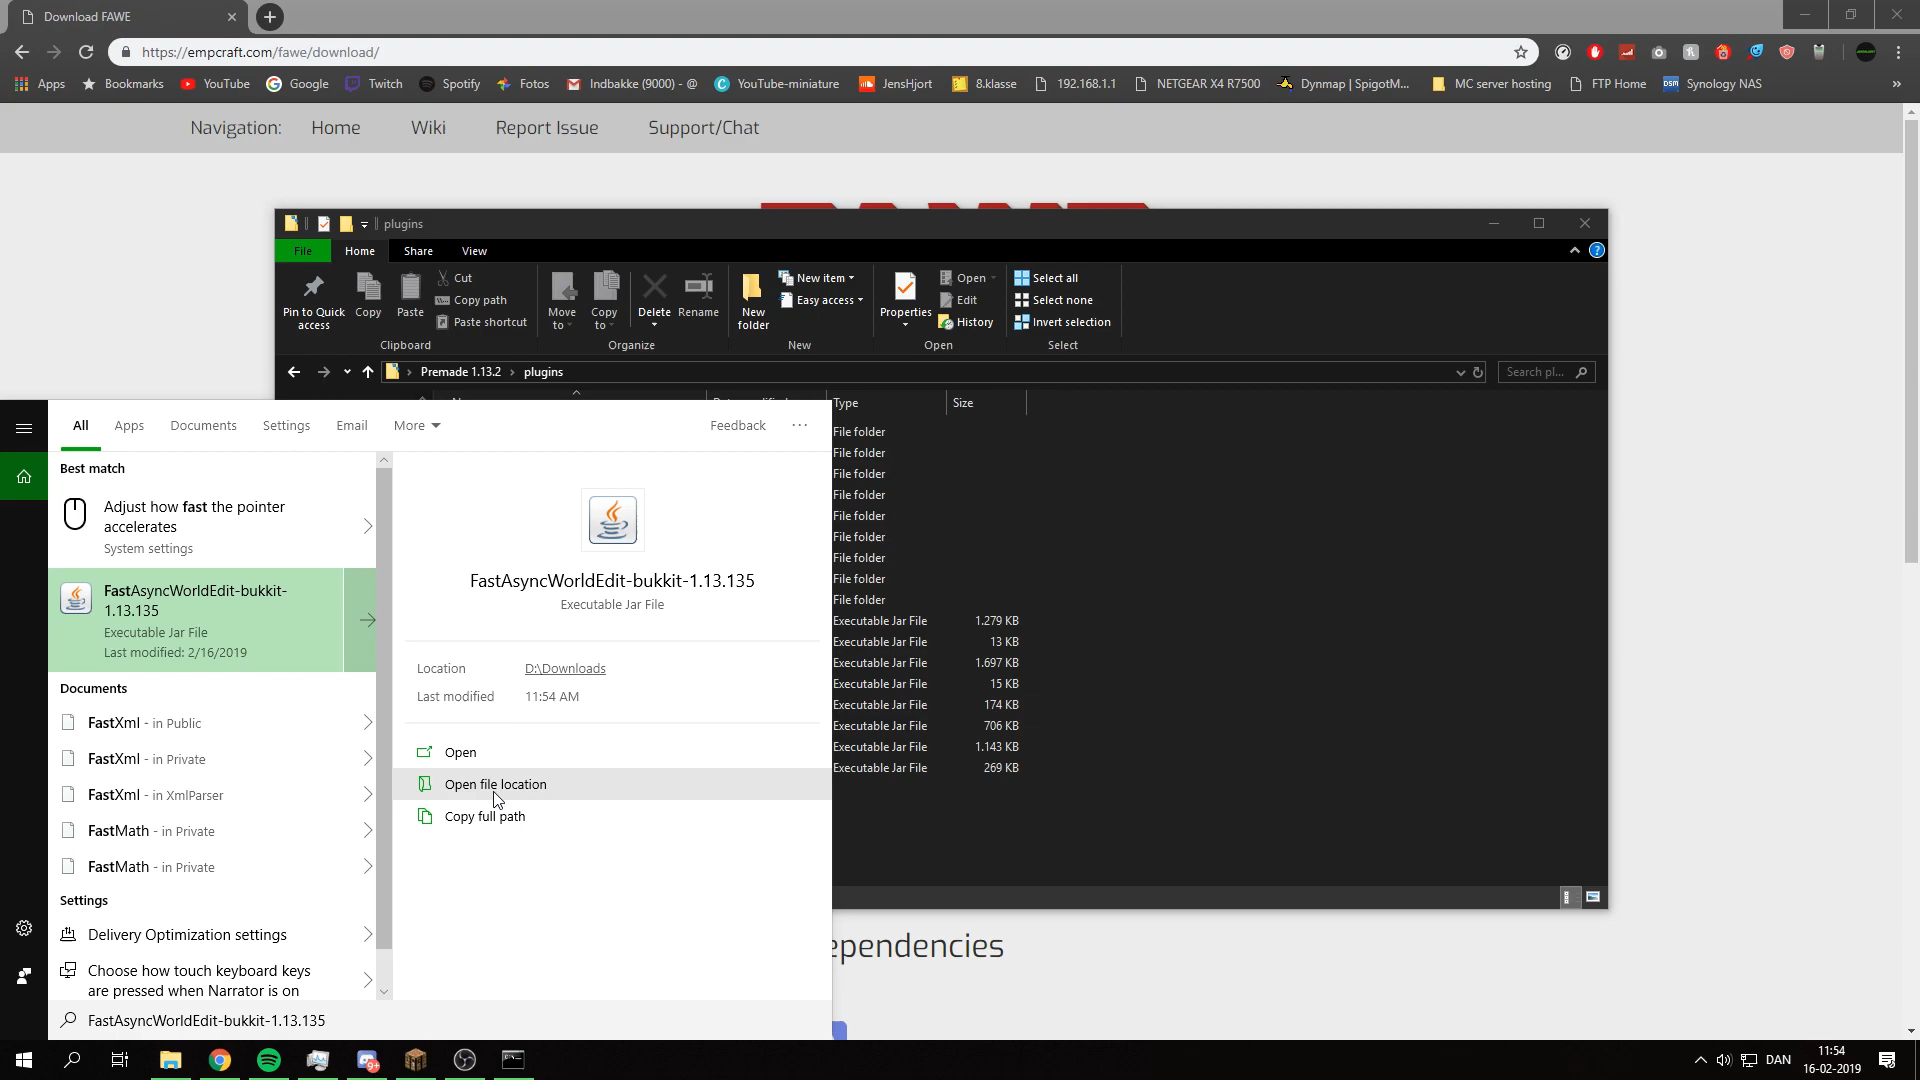 Download FAWE
https://empcraft.com/fawe/download/
Apps
Bookmarks
YouTube
Google
Twitch
Spotify
Fotos
Indbakke (9000) - @
YouTube-miniature
JensHjort
8.klasse
192.168.1.1
NETGEAR X4 R7500
Dynmap | SpigotM...
MC server hosting
FTP Home
DSM
Synology NAS
»
Navigation:
Home
Wiki
Report Issue
Support/Chat
plugins
File
Home
Share
View
Pin to Quick
access
Copy
Paste
Cut
Copy path
Paste shortcut
Clipboard
Move
to
Copy
to
Delete
Rename
Organize
New
folder
New item
Easy access
New
Properties
Open
Edit
History
Open
Select all
Select none
Invert selection
Select
Premade 1.13.2 › plugins
Search pl...
Type
Size
File folder
File folder
File folder
File folder
File folder
File folder
File folder
File folder
File folder
Executable Jar File 1.279 KB
Executable Jar File 13 KB
Executable Jar File 1.697 KB
Executable Jar File 15 KB
Executable Jar File 174 KB
Executable Jar File 706 KB
Executable Jar File 1.143 KB
Executable Jar File 269 KB
All
Apps
Documents
Settings
Email
More
Feedback
Best match
Adjust how fast the pointer
accelerates
System settings
FastAsyncWorldEdit-bukkit-
1.13.135
Executable Jar File
Last modified: 2/16/2019
Documents
FastXml - in Public
FastXml - in Private
FastXml - in XmlParser
FastMath - in Private
FastMath - in Private
Settings
Delivery Optimization settings
Choose how touch keyboard keys
are pressed when Narrator is on
FastAsyncWorldEdit-bukkit-1.13.135
FastAsyncWorldEdit-bukkit-1.13.135
Executable Jar File
Location D:\Downloads
Last modified 11:54 AM
Open
Open file location
Copy full path
ependencies
9+
DAN
11:54
16-02-2019